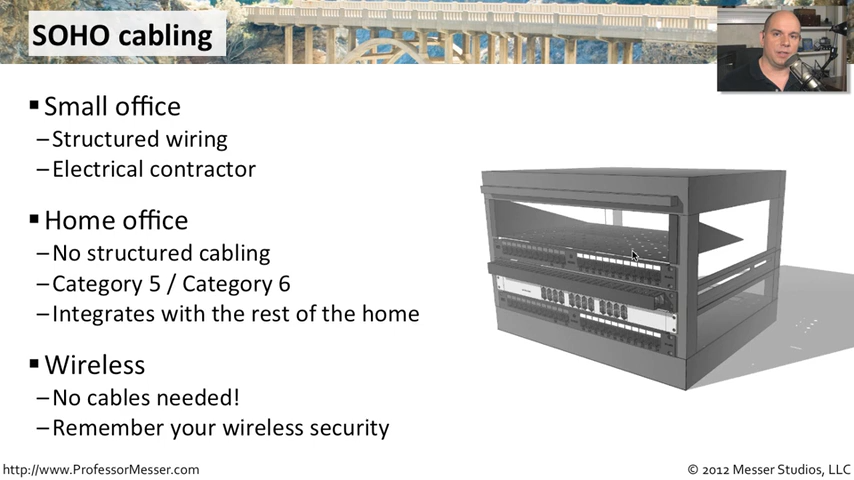 SOHO cabling
▪ Small office
–Structured wiring
–Electrical contractor
▪ Home office
–No structured cabling
–Category 5 / Category 6
–Integrates with the rest of the home
▪ Wireless
–No cables needed!
–Remember your wireless security
http://www.ProfessorMesser.com
© 2012 Messer Studios, LLC